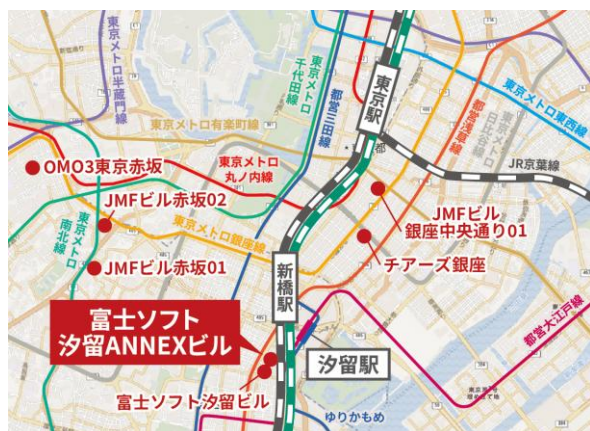 東京メトロ半蔵門線
東京メトロ有楽町線
東京メトロ
千代田線
都営三田線
東京駅
都営浅草線
東京メトロ
日比谷線
東京メトロ東西線
JR京葉線
OMO3東京赤坂
東京メトロ
丸ノ内線
JMFビル赤坂02
東京メトロ
南北線
東京メトロ銀座線
JMFビル
銀座中央通り01
チアーズ銀座
JMFビル赤坂01
新橋駅
富士ソフト
汐留ANNEXビル
汐留駅
都営大江戸線
富士ソフト汐留ビル
ゆりかもめ